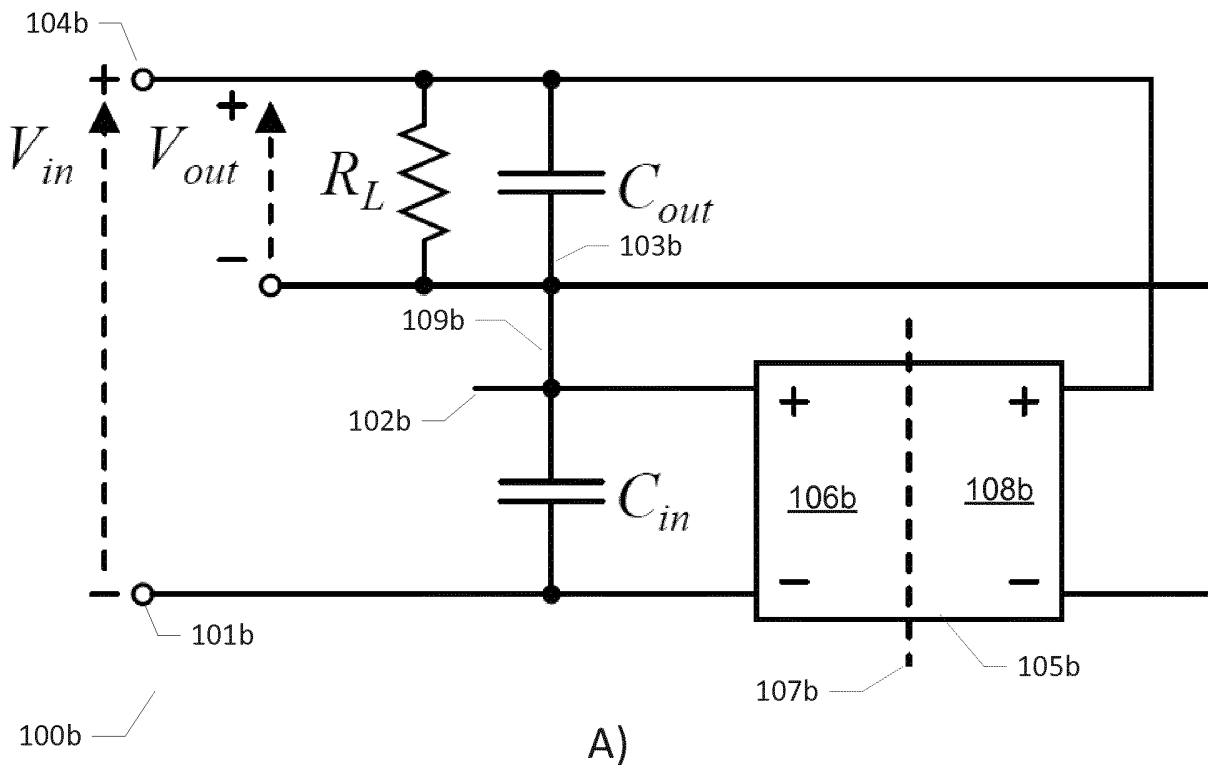 104b
+
+
V_in
V_out
R_L
C_out
−
103b
109b
102b
+
+
106b
108b
C_in
−
−
−
101b
105b
107b
100b
A)